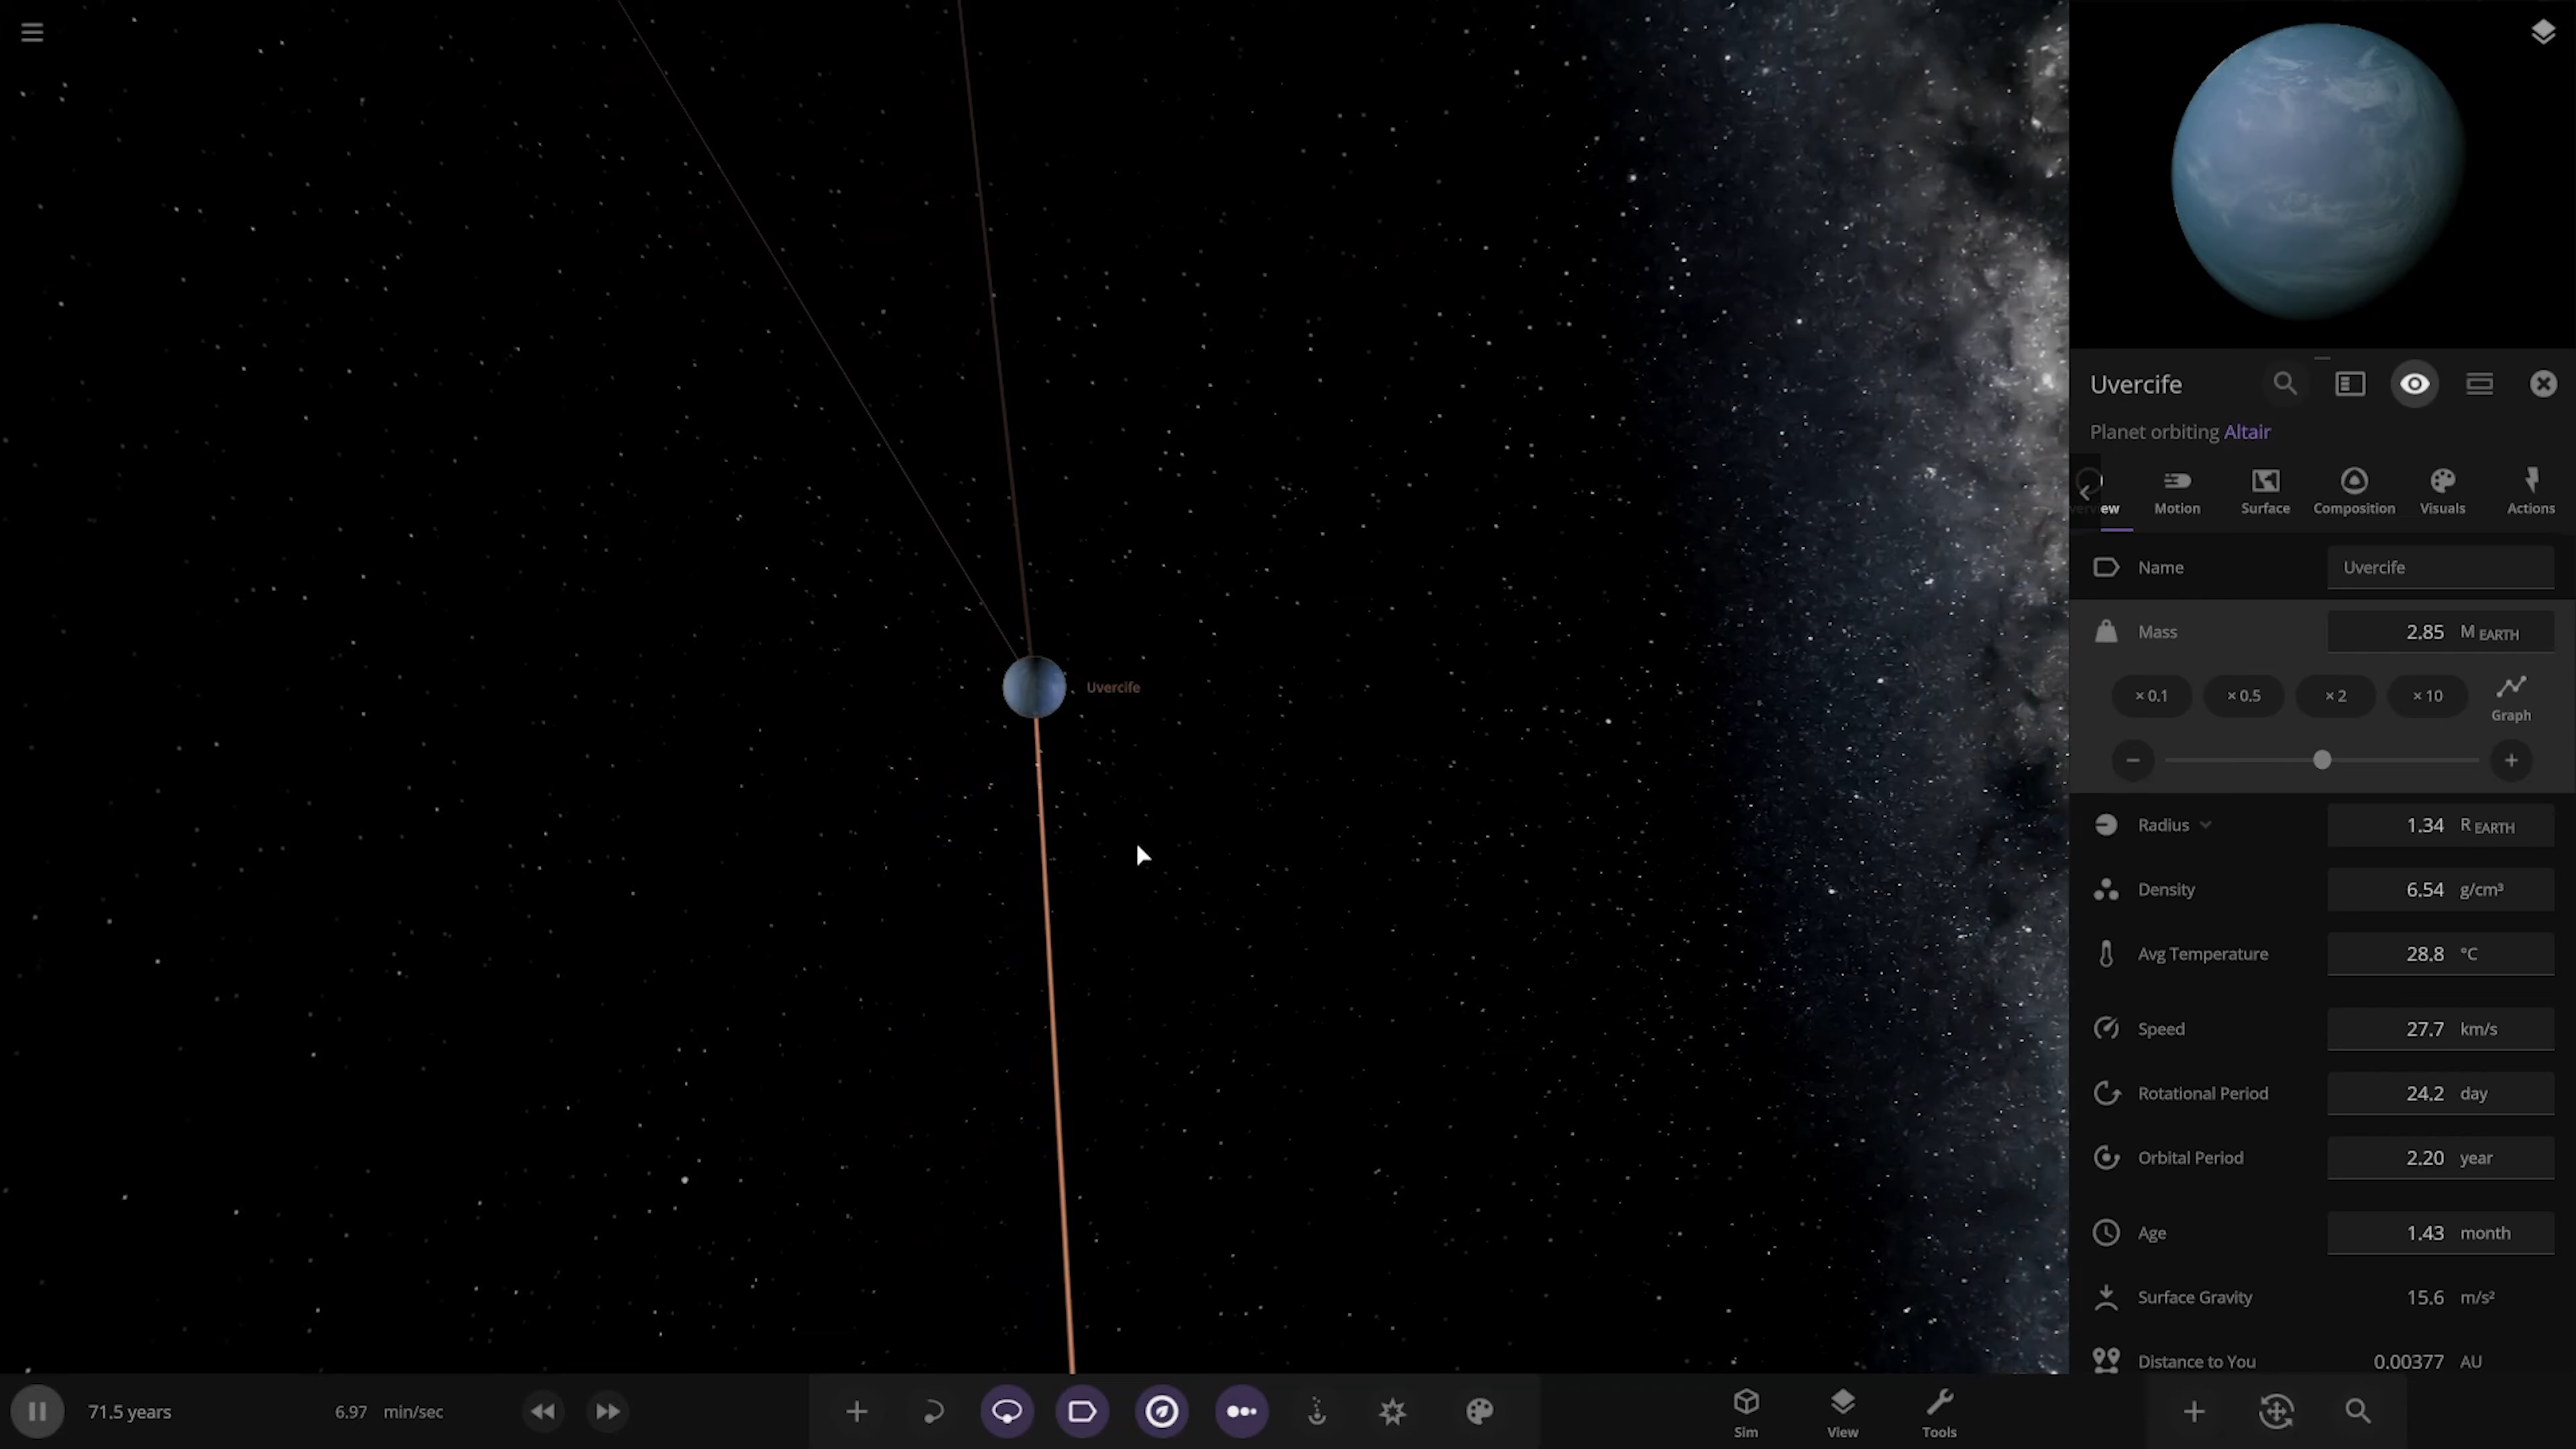 Uvercife
Uvercife
Planet orbiting Altair
ew
Motion
Surface
Composition
Visuals
Actions
Name
Uvercife
Mass
2.85 M EARTH
× 0.1
× 0.5
× 2
× 10
Graph
Radius
1.34 R EARTH
Density
6.54 g/cm³
Avg Temperature
28.8 °C
Speed
27.7 km/s
Rotational Period
24.2 day
Orbital Period
2.20 year
Age
1.43 month
Surface Gravity
15.6 m/s²
Distance to You
0.00377 AU
71.5 years
6.97 min/sec
Sim
View
Tools